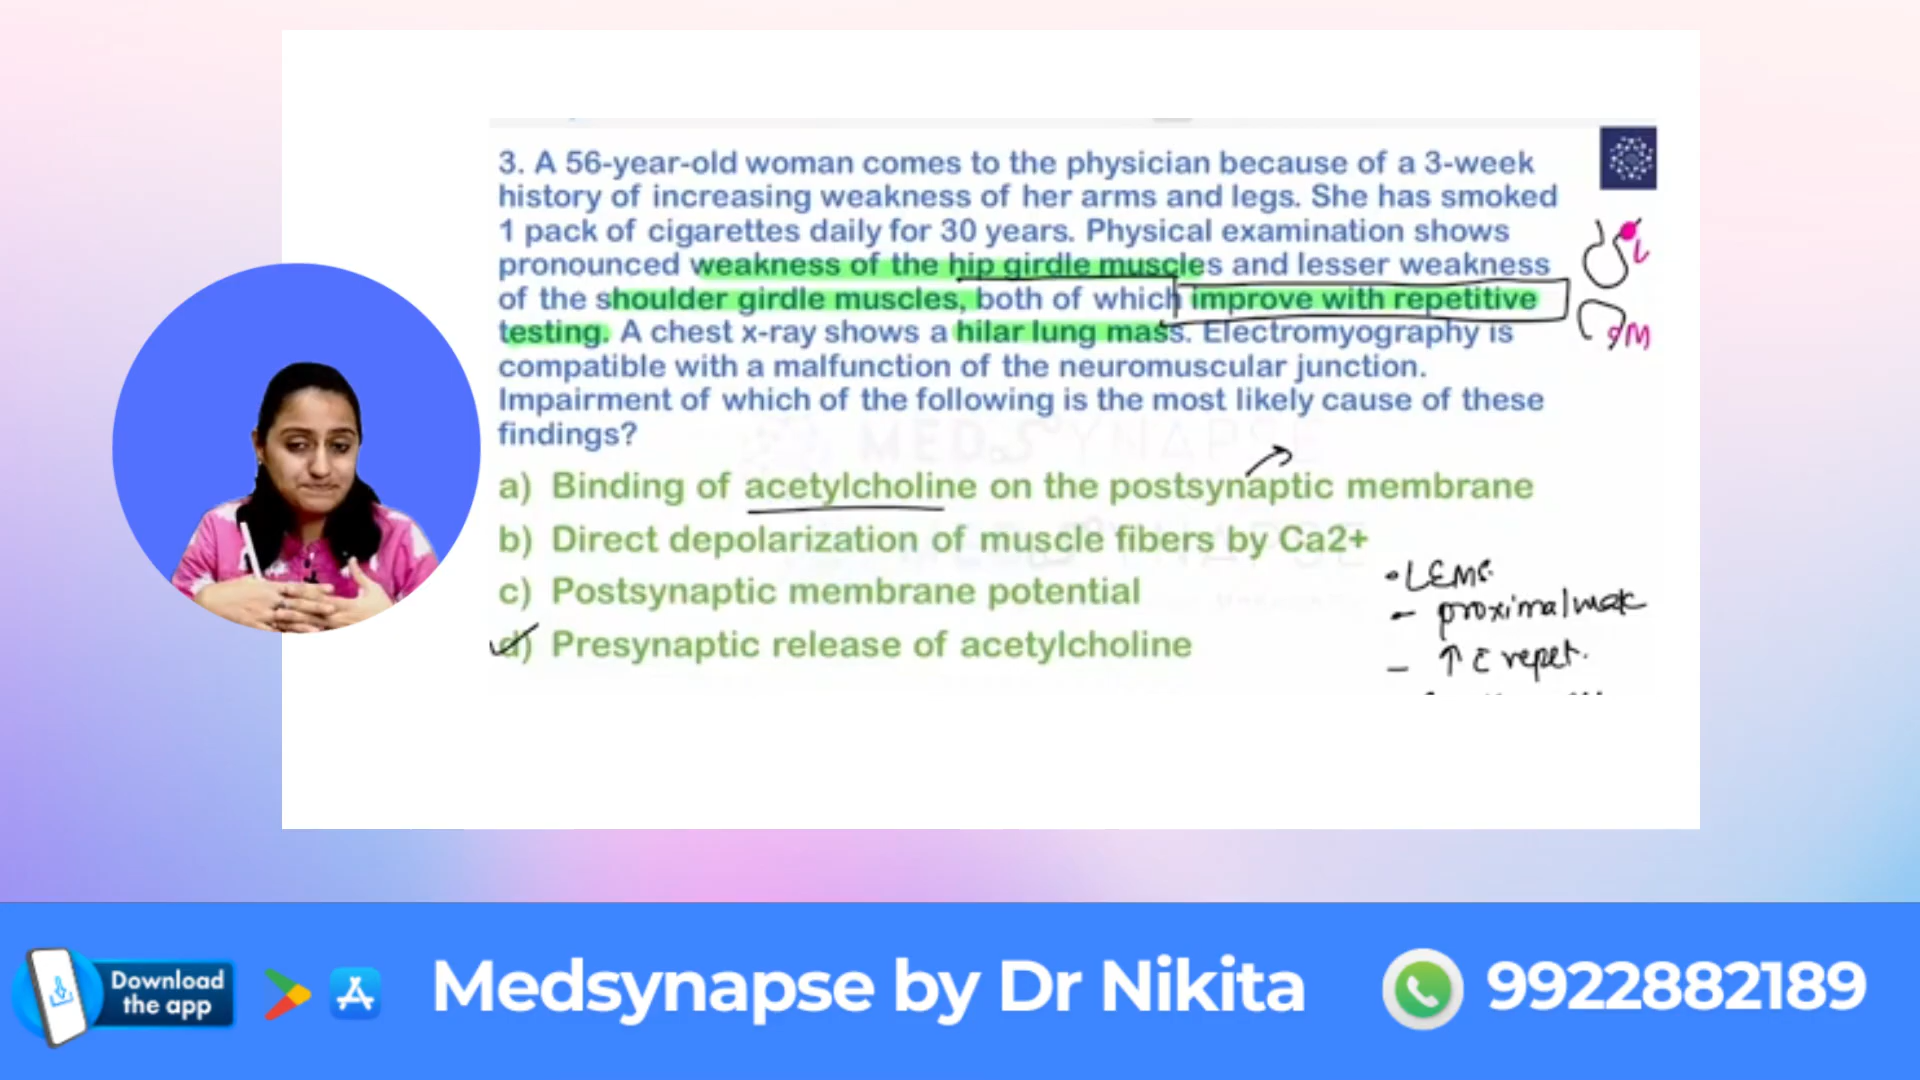 3. A 56-year-old woman comes to the physician because of a 3-week
history of increasing weakness of her arms and legs. She has smoked
1 pack of cigarettes daily for 30 years. Physical examination shows
pronounced weakness of the hip girdle muscles and lesser weakness
of the shoulder girdle muscles, both of which improve with repetitive
testing. A chest x-ray shows a hilar lung mass. Electromyography is
compatible with a malfunction of the neuromuscular junction.
Impairment of which of the following is the most likely cause of these
findings?
L
M
MEDSYNAPSE
a) Binding of acetylcholine on the postsynaptic membrane
b) Direct depolarization of muscle fibers by Ca2+
c) Postsynaptic membrane potential
d) Presynaptic release of acetylcholine
• LEMS
- proximal
- ↑ c repet.
Download
the app
Medsynapse by Dr Nikita
9922882189